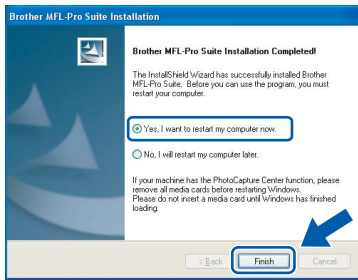 Brother MFL-Pro Suite Installation
Brother MFL-Pro Suite Installation Completed!
The InstallShield Wizard has successfully installed Brother
MFL-Pro Suite. Before you can use the program, you must
restart your computer.
Yes, I want to restart my computer now.
No, I will restart my computer later.
If your machine has the PhotoCapture Center function, please
remove all media cards before restarting Windows.
Please do not insert a media card until Windows has finished
loading.
< Back
Finish
Cancel